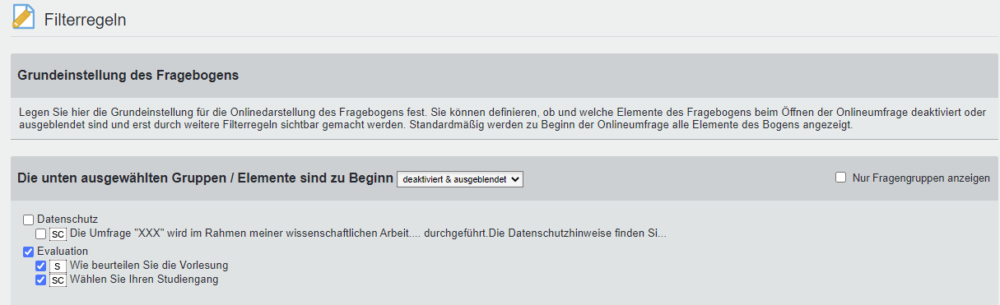 Filterregeln
Grundeinstellung des Fragebogens
Legen Sie hier die Grundeinstellung für die Onlinedarstellung des Fragebogens fest. Sie können definieren, ob und welche Elemente des Fragebogens beim Öffnen der Onlineumfrage deaktiviert oder
ausgeblendet sind und erst durch weitere Filterregeln sichtbar gemacht werden. Standardmäßig werden zu Beginn der Onlineumfrage alle Elemente des Bogens angezeigt.
Die unten ausgewählten Gruppen / Elemente sind zu Beginn deaktiviert & ausgeblendet Nur Fragengruppen anzeigen
Datenschutz
SC Die Umfrage "XXX" wird im Rahmen meiner wissenschaftlichen Arbeit.... durchgeführt.Die Datenschutzhinweise finden Si...
Evaluation
S Wie beurteilen Sie die Vorlesung
SC Wählen Sie Ihren Studiengang